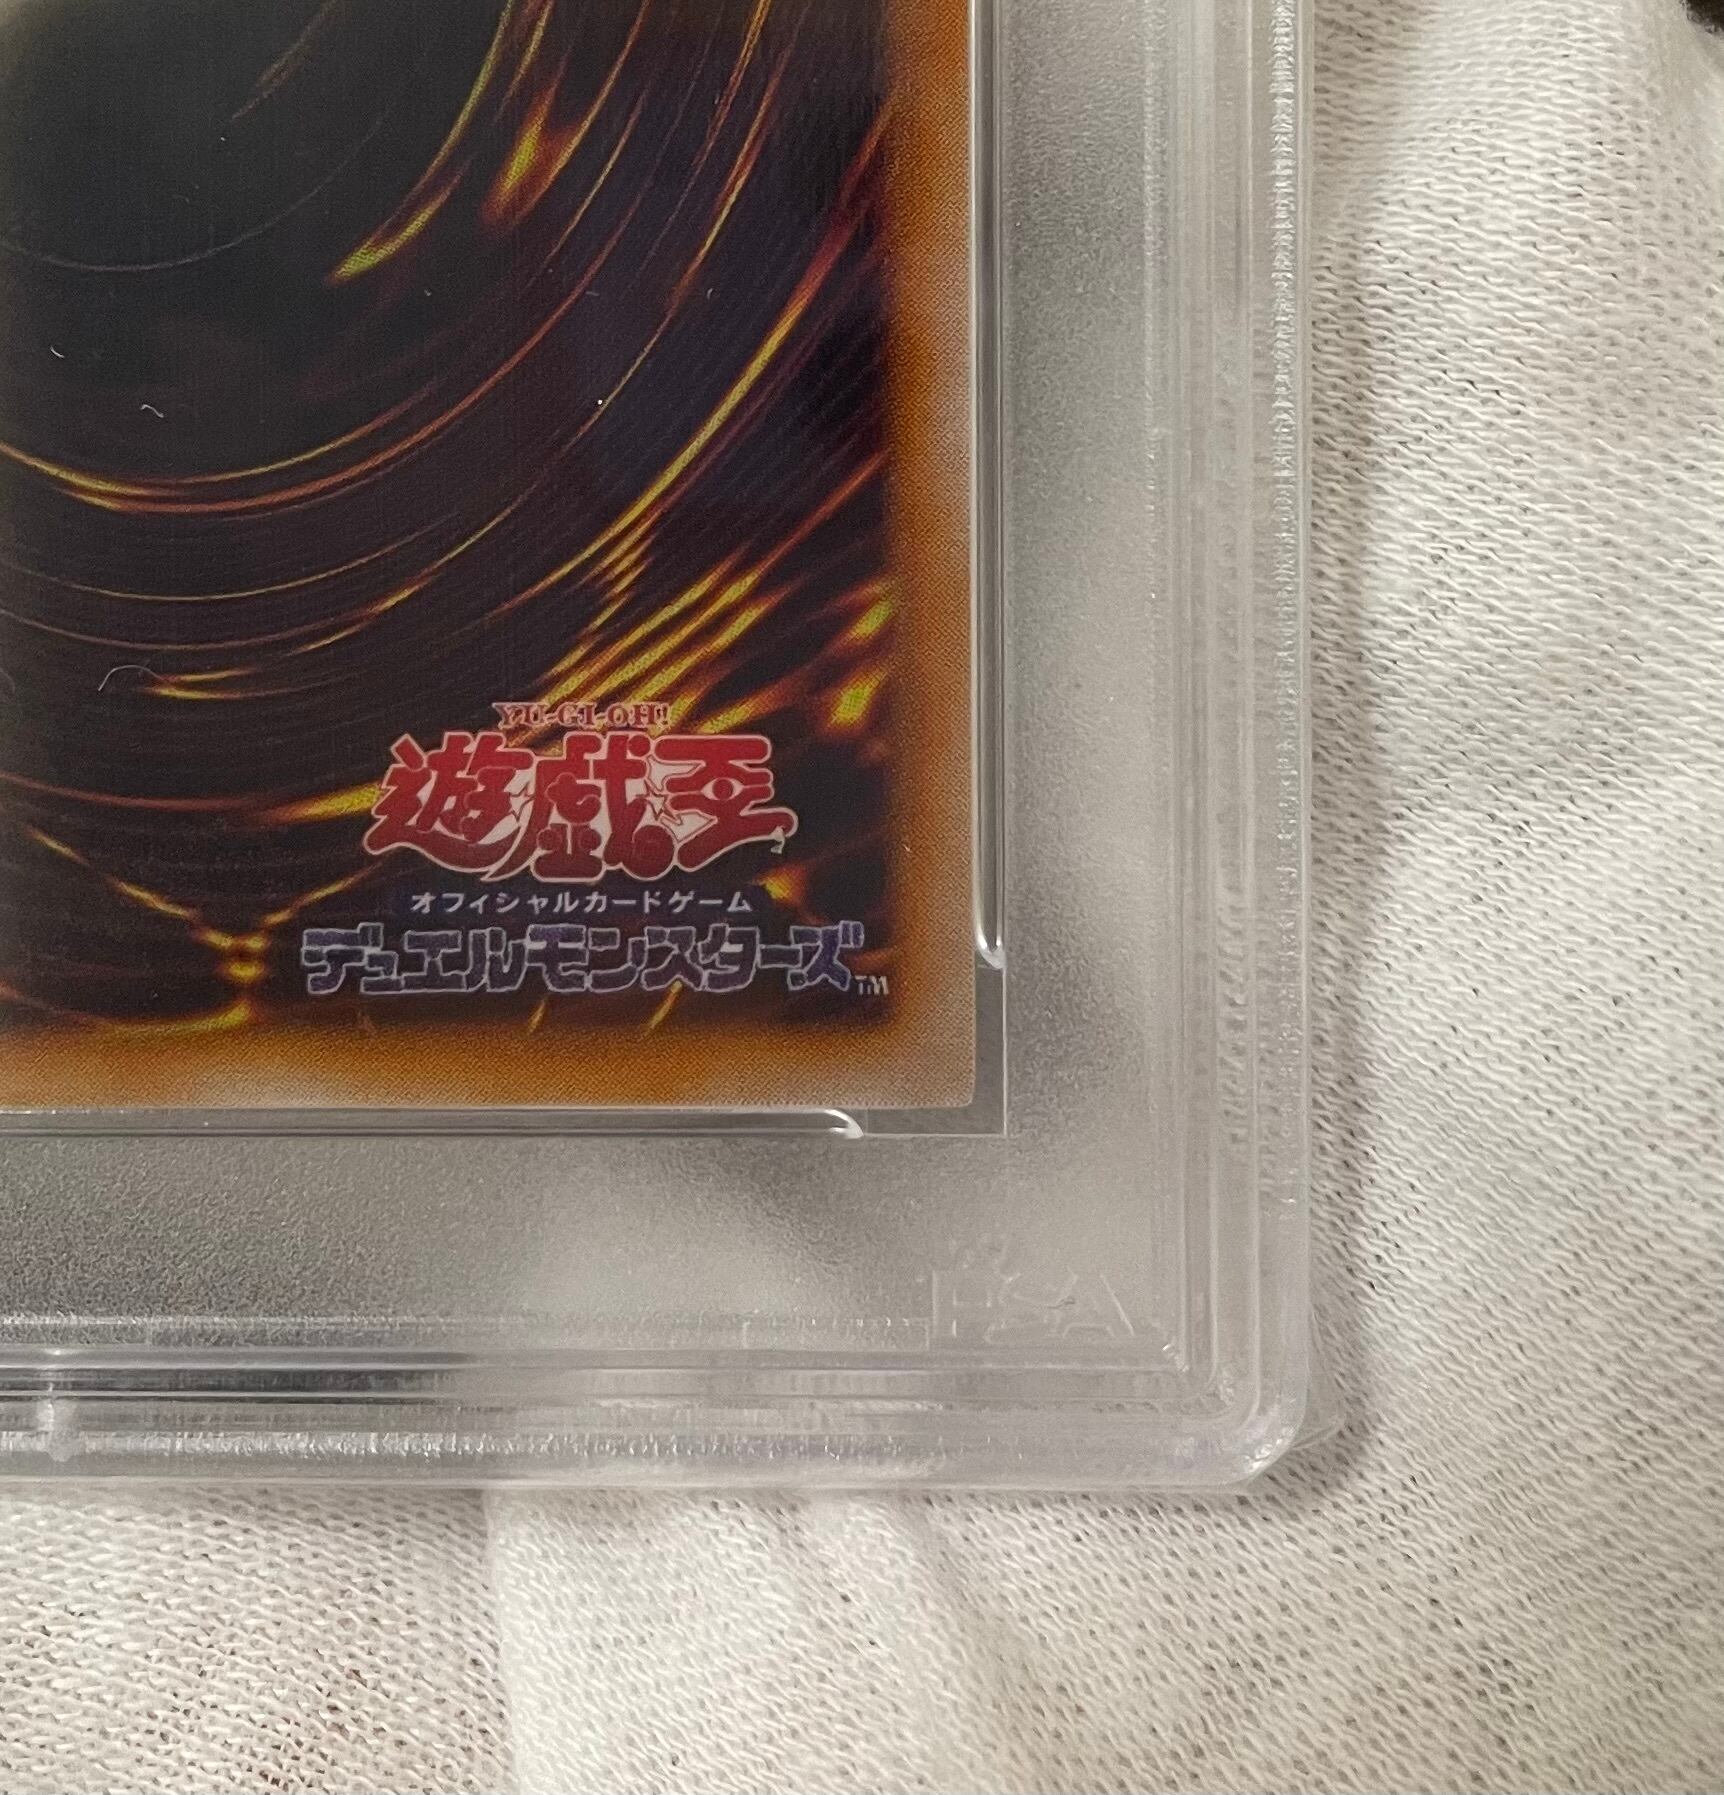 YU-GI-OH!
遊戯王
オフィシャルカードゲーム
デュエルモンスターズ™
PSA